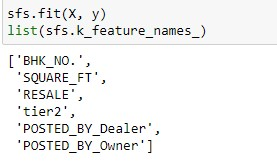 sfs.fit(X, y)
list(sfs.k_feature_names_)
['BHK_NO.',
'SQUARE_FT',
'RESALE',
'tier2',
'POSTED_BY_Dealer',
'POSTED_BY_Owner']